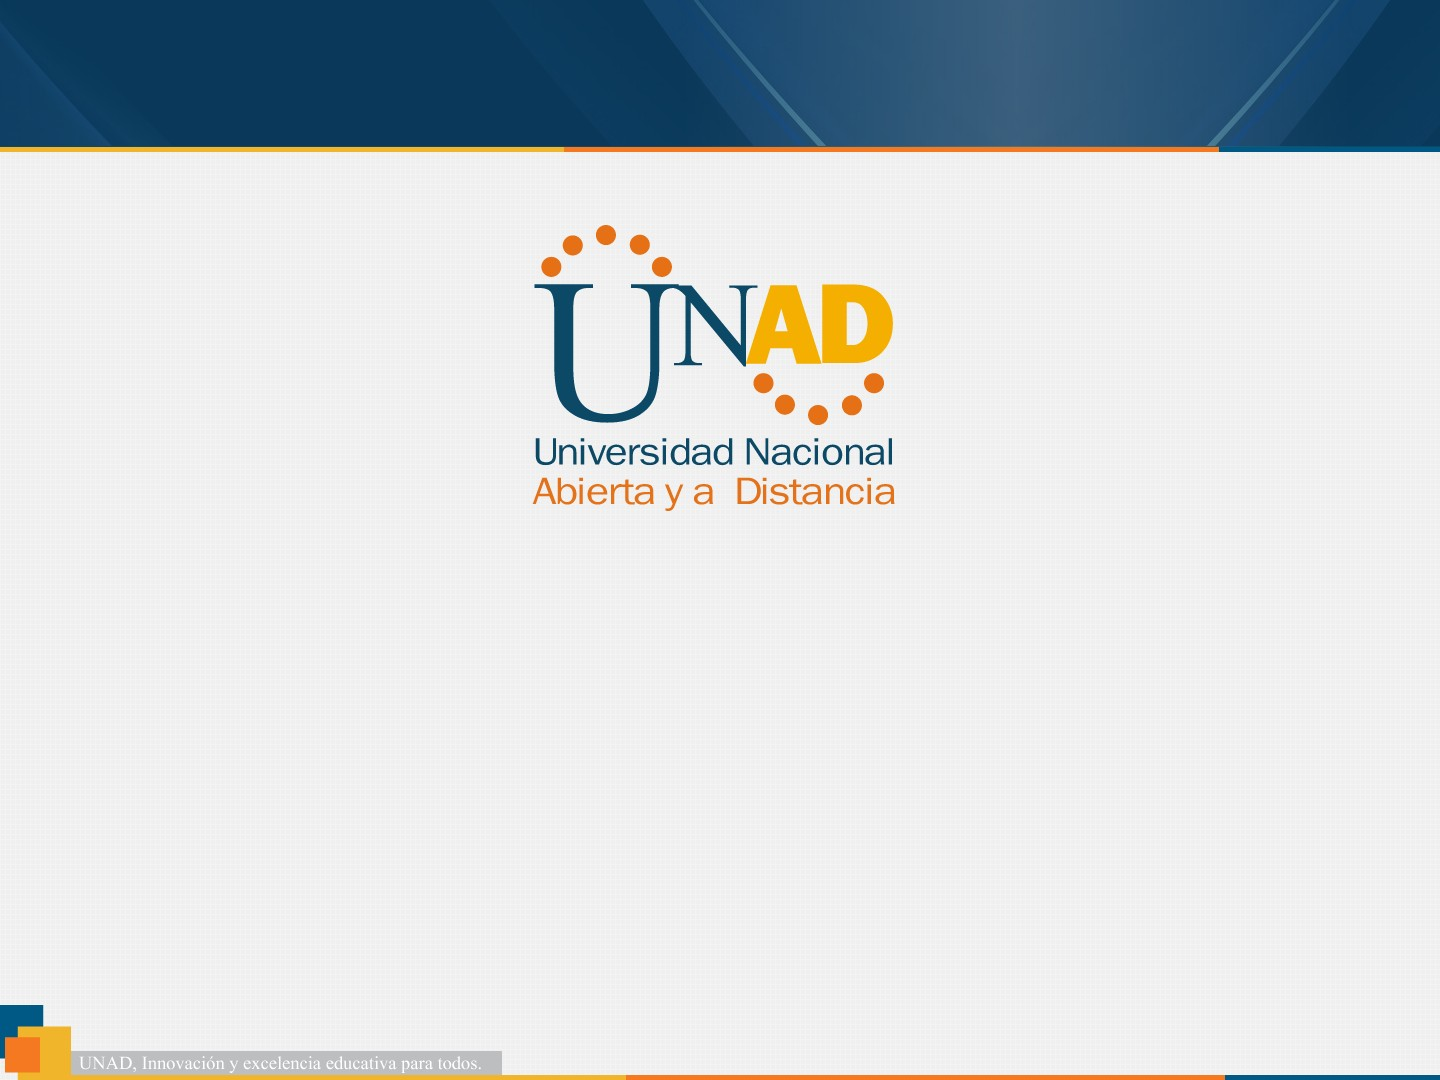 UNAD
Universidad Nacional
Abierta y a Distancia
UNAD, Innovación y excelencia educativa para todos.